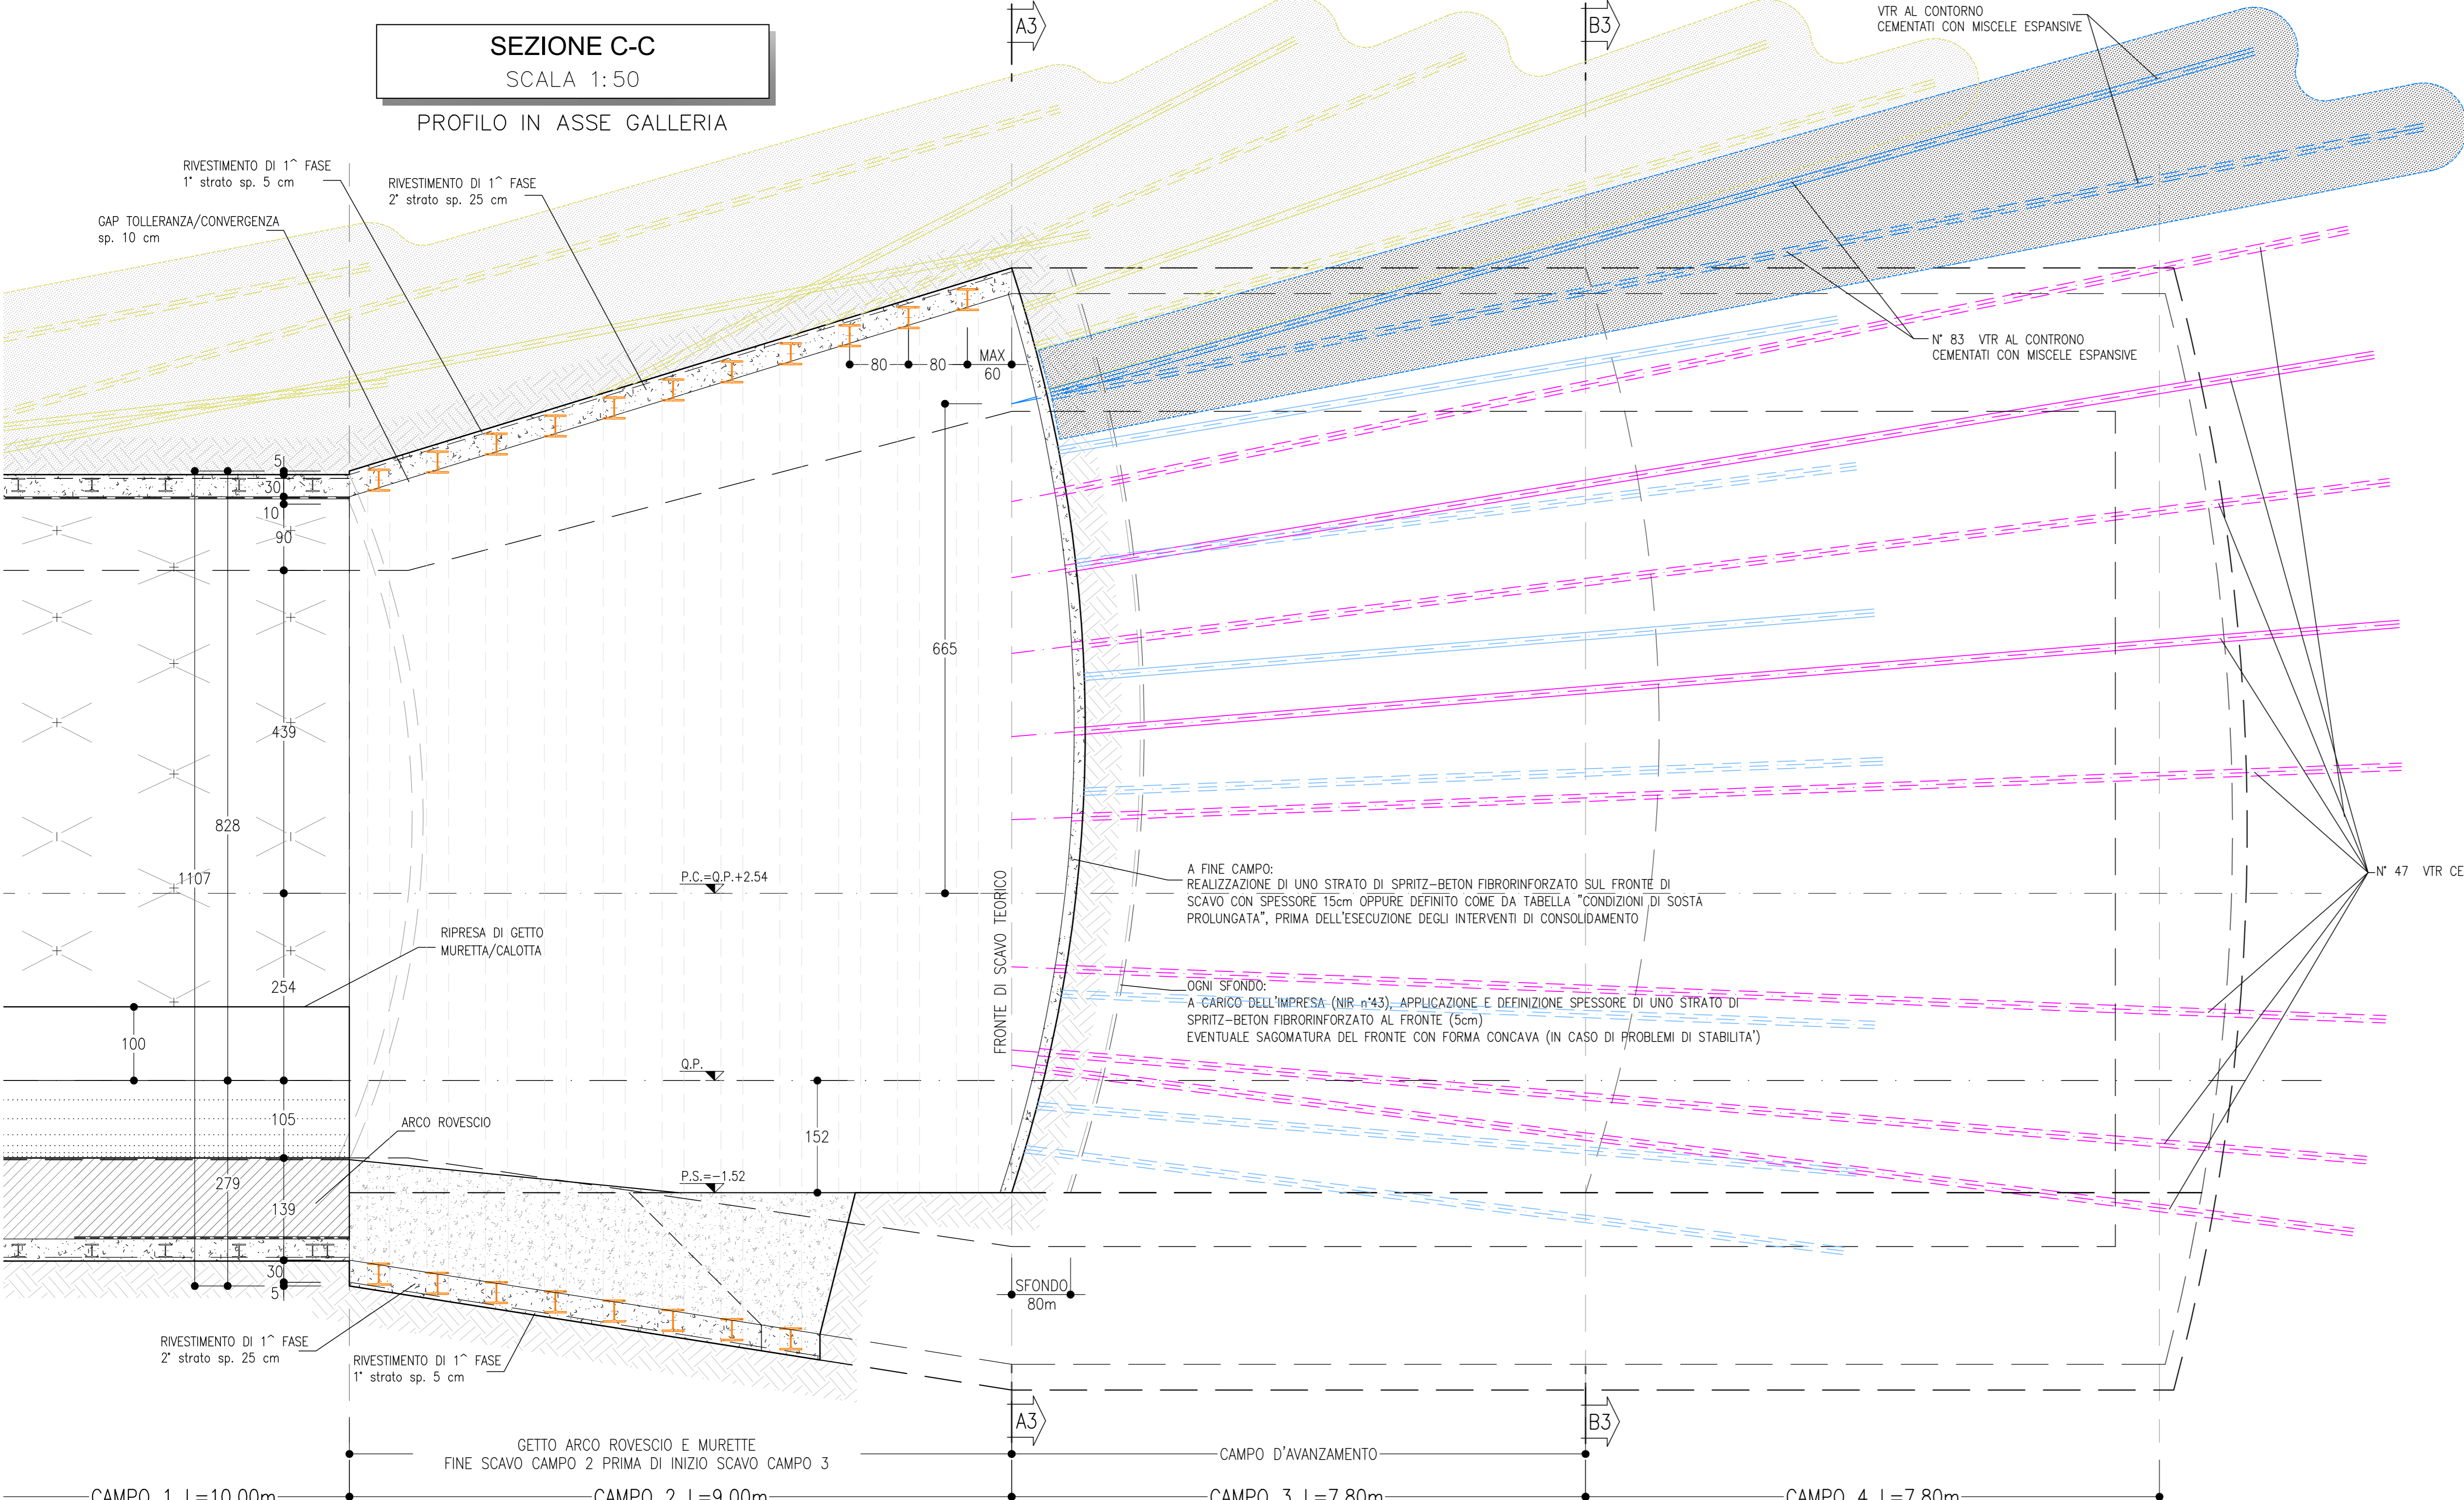 SEZIONE C-C
SCALA 1:50
PROFILO IN ASSE GALLERIA
A3
B3
VTR AL CONTORNO
CEMENTATI CON MISCELE ESPANSIVE
RIVESTIMENTO DI 1^ FASE
1° strato sp. 5 cm
RIVESTIMENTO DI 1^ FASE
2° strato sp. 25 cm
GAP TOLLERANZA/CONVERGENZA
sp. 10 cm
N° 83 VTR AL CONTRONO
CEMENTATI CON MISCELE ESPANSIVE
80
80
MAX
60
5
30
10
90
665
439
828
1107
P.C.=Q.P.+2.54
A FINE CAMPO:
REALIZZAZIONE DI UNO STRATO DI SPRITZ-BETON FIBRORINFORZATO SUL FRONTE DI
SCAVO CON SPESSORE 15cm OPPURE DEFINITO COME DA TABELLA "CONDIZIONI DI SOSTA
PROLUNGATA", PRIMA DELL'ESECUZIONE DEGLI INTERVENTI DI CONSOLIDAMENTO
N° 47 VTR CE
FRONTE DI SCAVO TEORICO
RIPRESA DI GETTO
MURETTA/CALOTTA
254
OGNI SFONDO:
A CARICO DELL'IMPRESA (NIR n°43), APPLICAZIONE E DEFINIZIONE SPESSORE DI UNO STRATO DI
SPRITZ-BETON FIBRORINFORZATO AL FRONTE (5cm)
EVENTUALE SAGOMATURA DEL FRONTE CON FORMA CONCAVA (IN CASO DI PROBLEMI DI STABILITA')
100
Q.P.
105
ARCO ROVESCIO
152
P.S.=-1.52
279
139
30
5
SFONDO
80m
RIVESTIMENTO DI 1^ FASE
2° strato sp. 25 cm
RIVESTIMENTO DI 1^ FASE
1° strato sp. 5 cm
A3
B3
GETTO ARCO ROVESCIO E MURETTE
FINE SCAVO CAMPO 2 PRIMA DI INIZIO SCAVO CAMPO 3
CAMPO D'AVANZAMENTO
CAMPO 1 L=10.00m
CAMPO 2 L=9.00m
CAMPO 3 L=7.80m
CAMPO 4 L=7.80m